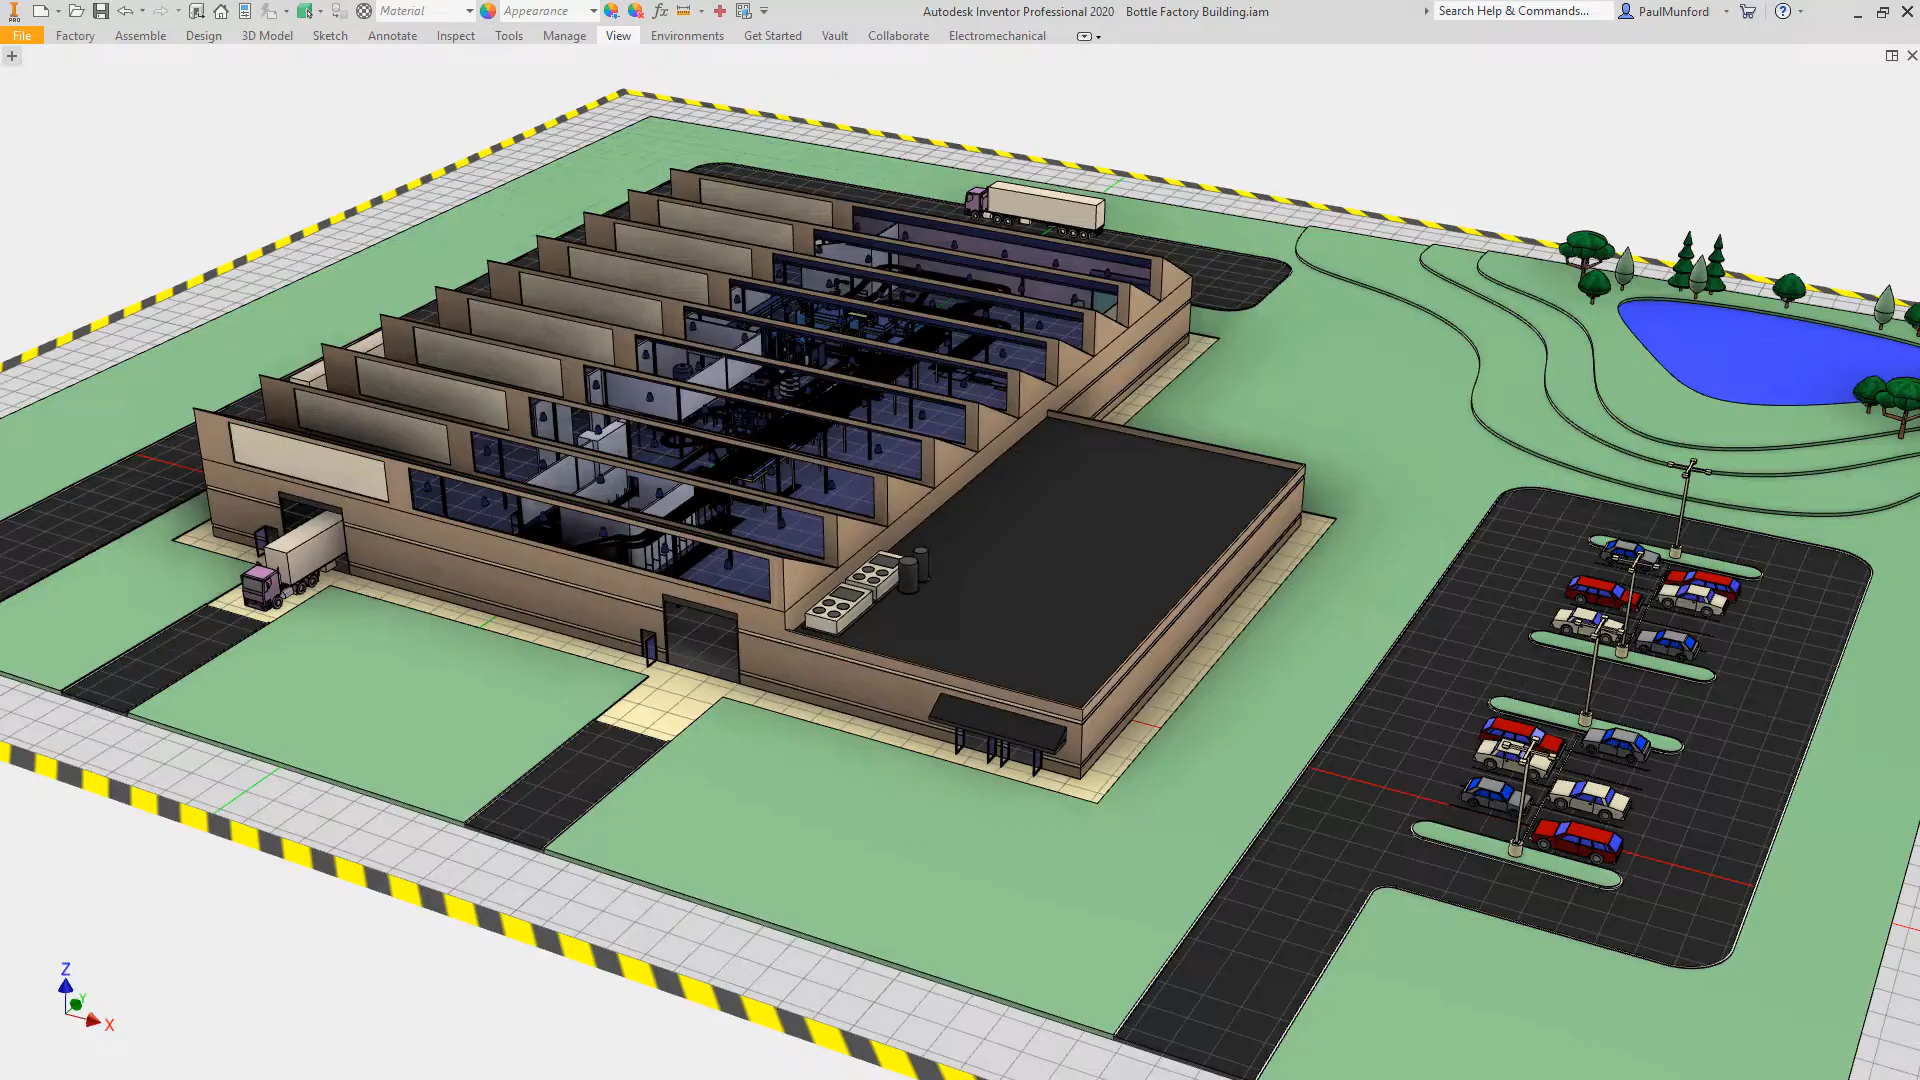 Material
Appearance
Autodesk Inventor Professional 2020 Bottle Factory Building.iam
Search Help & Commands...
PaulMunford
File Factory Assemble Design 3D Model Sketch Annotate Inspect Tools Manage View Environments Get Started Vault Collaborate Electromechanical
Z
Y
X